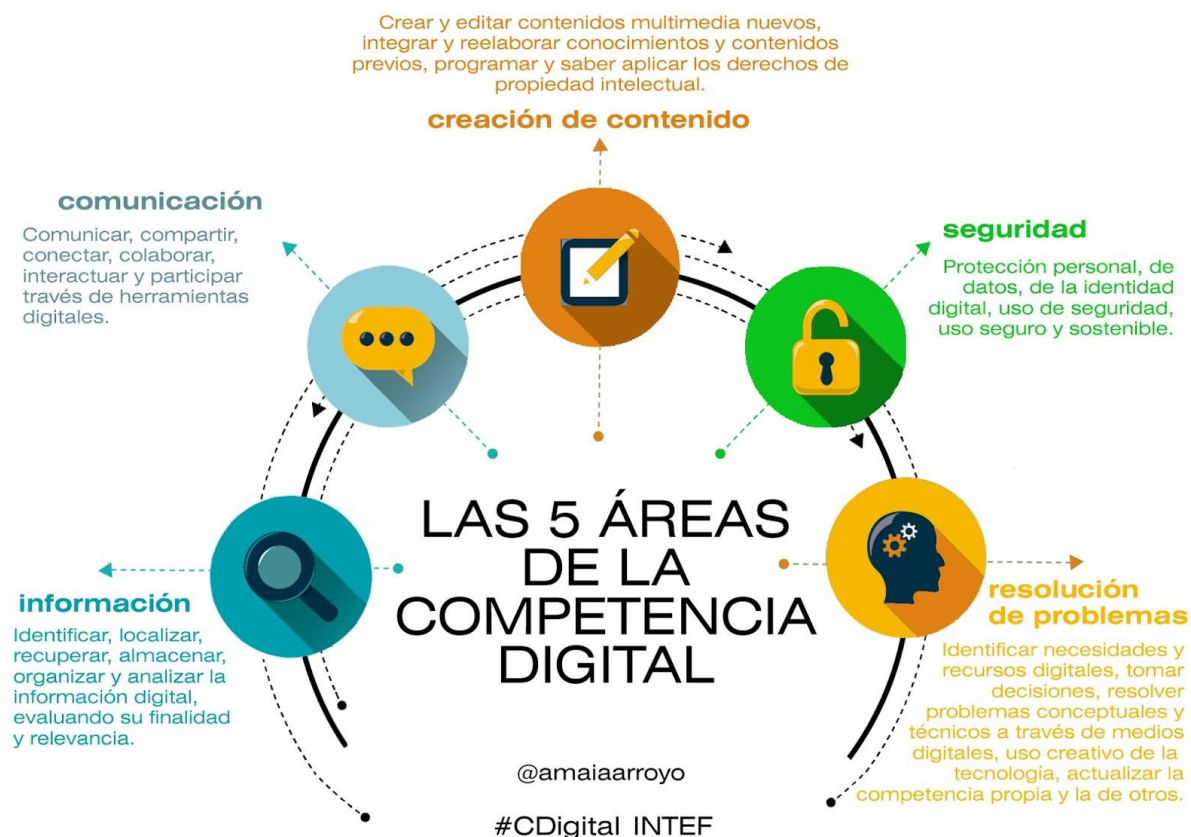 Crear y editar contenidos multimedia nuevos,
integrar y reelaborar conocimientos y contenidos
previos, programar y saber aplicar los derechos de
propiedad intelectual.
creación de contenido
comunicación
Comunicar, compartir,
conectar, colaborar,
interactuar y participar
través de herramientas
digitales.
seguridad
Protección personal, de
datos, de la identidad
digital, uso de seguridad,
uso seguro y sostenible.
información
Identificar, localizar,
recuperar, almacenar,
organizar y analizar la
información digital,
evaluando su finalidad
y relevancia.
LAS 5 ÁREAS
DE LA
COMPETENCIA
DIGITAL
resolución
de problemas
Identificar necesidades y
recursos digitales, tomar
decisiones, resolver
problemas conceptuales y
técnicos a través de medios
digitales, uso creativo de la
tecnología, actualizar la
competencia propia y la de otros.
@amaiaarroyo
#CDigital INTEF